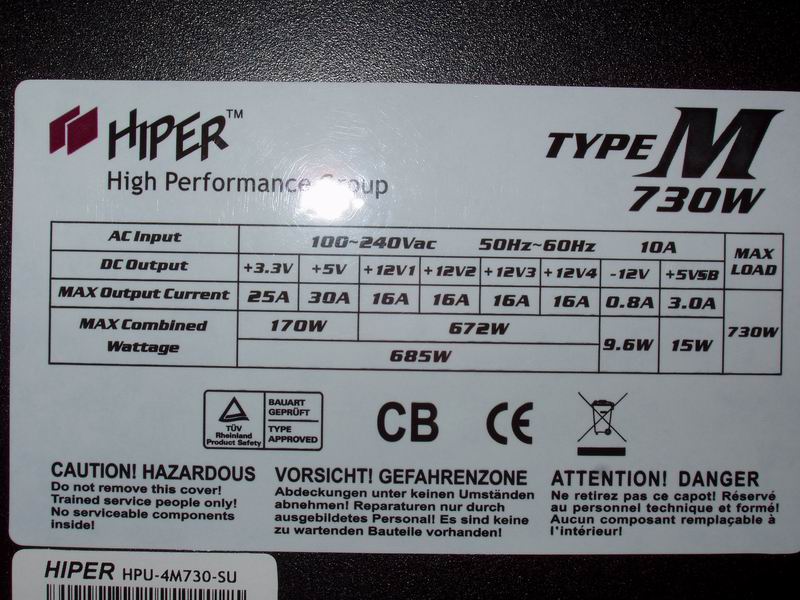 HIPER™
High Performance Group
TYPE M
730W
AC Input 100~240Vac 50Hz~60Hz 10A MAX LOAD
DC Output +3.3V +5V +12V1 +12V2 +12V3 +12V4 -12V +5VSB
MAX Output Current 25A 30A 16A 16A 16A 16A 0.8A 3.0A 730W
MAX Combined Wattage 170W 672W 9.6W 15W
685W
TÜV
Rheinland
Product Safety
BAUART
GEPRÜFT
TYPE
APPROVED
CB CE
CAUTION! HAZARDOUS
Do not remove this cover!
Trained service people only!
No serviceable components
inside!
VORSICHT! GEFAHRENZONE
Abdeckungen unter keinen Umständen
abnehmen! Reparaturen nur durch
ausgebildetes Personal! Es sind keine
zu wartenden Bauteile vorhanden!
ATTENTION! DANGER
Ne retirez pas ce capot! Réservé
au personnel technique et formé!
Aucun composant remplaçable à
l'intérieur!
HIPER HPU-4M730-SU